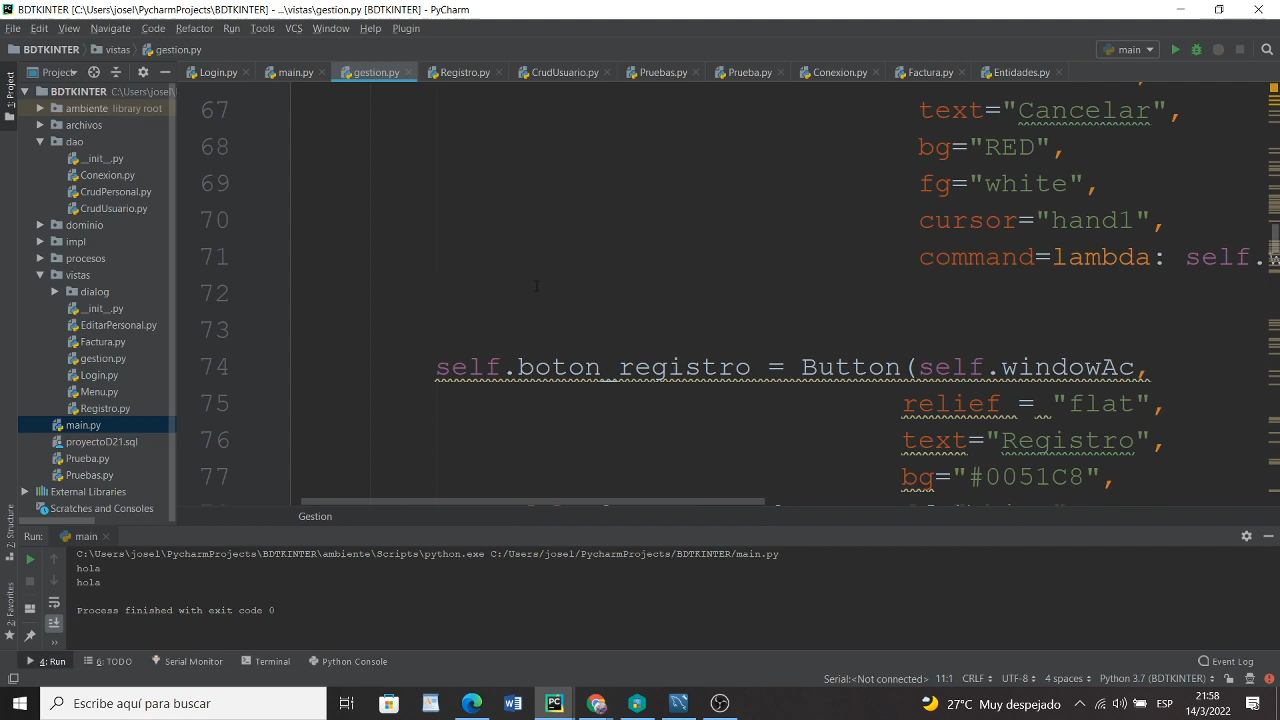 BDTKINTER [C:\Users\josel\PycharmProjects\BDTKINTER] - ...\vistas\gestion.py [BDTKINTER] - PyCharm
File Edit View Navigate Code Refactor Run Tools VCS Window Help Plugin
BDTKINTER vistas gestion.py
main
Project
Login.py main.py gestion.py Registro.py CrudUsuario.py Pruebas.py Prueba.py Conexion.py Factura.py Entidades.py
1: Project
BDTKINTER C:\Users\josel\
ambiente library root
archivos
dao
__init__.py
Conexion.py
CrudPersonal.py
CrudUsuario.py
dominio
impl
procesos
vistas
dialog
__init__.py
EditarPersonal.py
Factura.py
gestion.py
Login.py
Menu.py
Registro.py
main.py
proyectoD21.sql
Prueba.py
Pruebas.py
External Libraries
Scratches and Consoles
67 text="Cancelar",
68 bg="RED",
69 fg="white",
70 cursor="hand1",
71 command=lambda: self.w
72
73
74 self.boton_registro = Button(self.windowAc,
75 relief = "flat",
76 text="Registro",
77 bg="#0051C8",
Gestion
7: Structure
2: Favorites
Run: main
C:\Users\josel\PycharmProjects\BDTKINTER\ambiente\Scripts\python.exe C:/Users/josel/PycharmProjects/BDTKINTER/main.py
hola
hola
Process finished with exit code 0
4: Run 6: TODO Serial Monitor Terminal Python Console Event Log
Serial:<Not connected> 11:1 CRLF UTF-8 4 spaces Python 3.7 (BDTKINTER)
Escribe aquí para buscar
27°C Muy despejado
ESP
21:58
14/3/2022